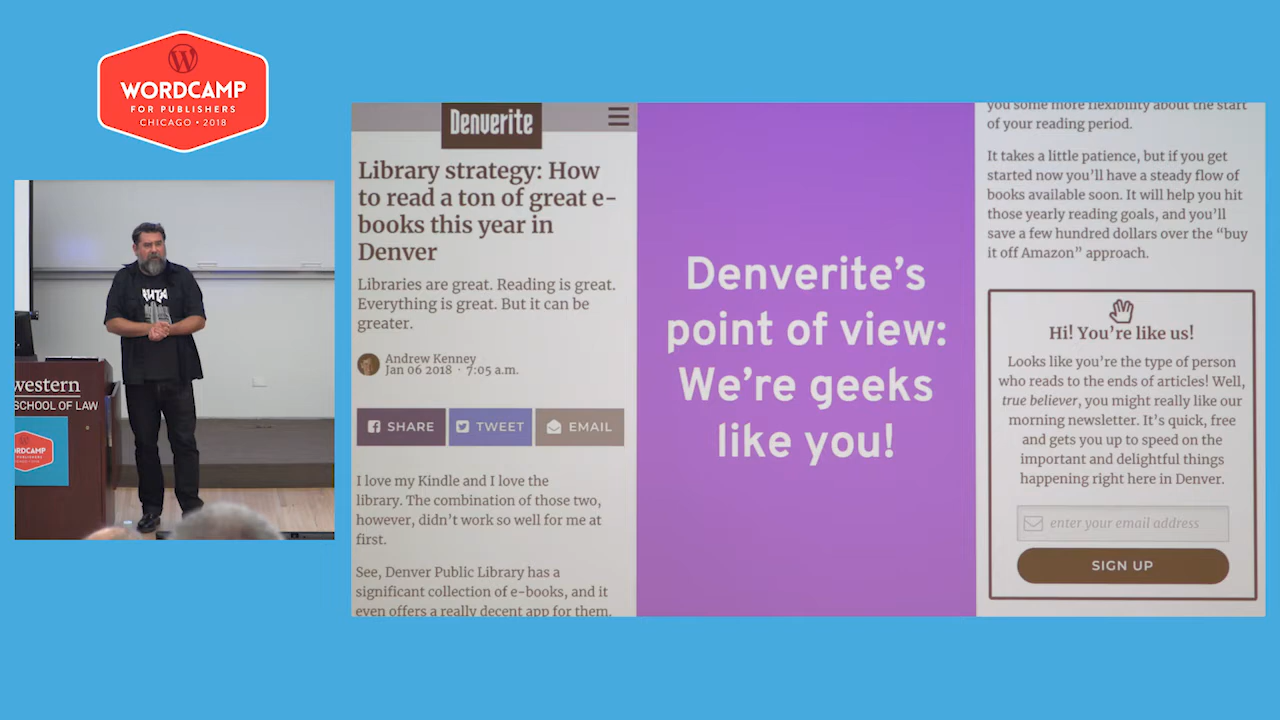 WORDCAMP
FOR PUBLISHERS
CHICAGO • 2018
western
SCHOOL OF LAW
WORDCAMP
Denverite
Library strategy: How
to read a ton of great e-
books this year in
Denver
Libraries are great. Reading is great.
Everything is great. But it can be
greater.
Andrew Kenney
Jan 06 2018 · 7:05 a.m.
SHARE
TWEET
EMAIL
I love my Kindle and I love the
library. The combination of those two,
however, didn't work so well for me at
first.
See, Denver Public Library has a
significant collection of e-books, and it
even offers a really decent app for them.
Denverite's
point of view:
We're geeks
like you!
you some more flexibility about the start
of your reading period.
It takes a little patience, but if you get
started now you'll have a steady flow of
books available soon. It will help you hit
those yearly reading goals, and you'll
save a few hundred dollars over the "buy
it off Amazon" approach.
Hi! You're like us!
Looks like you're the type of person
who reads to the ends of articles! Well,
true believer, you might really like our
morning newsletter. It's quick, free
and gets you up to speed on the
important and delightful things
happening right here in Denver.
enter your email address
SIGN UP